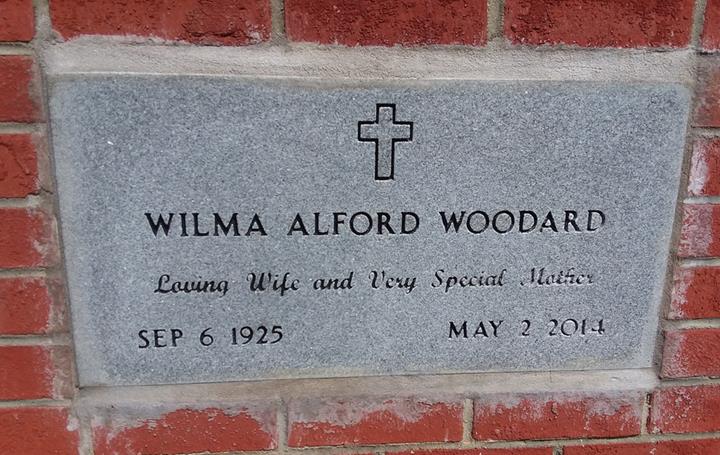 WILMA ALFORD WOODARD
Loving Wife and Very Special Mother
SEP 6 1925 MAY 2 2014